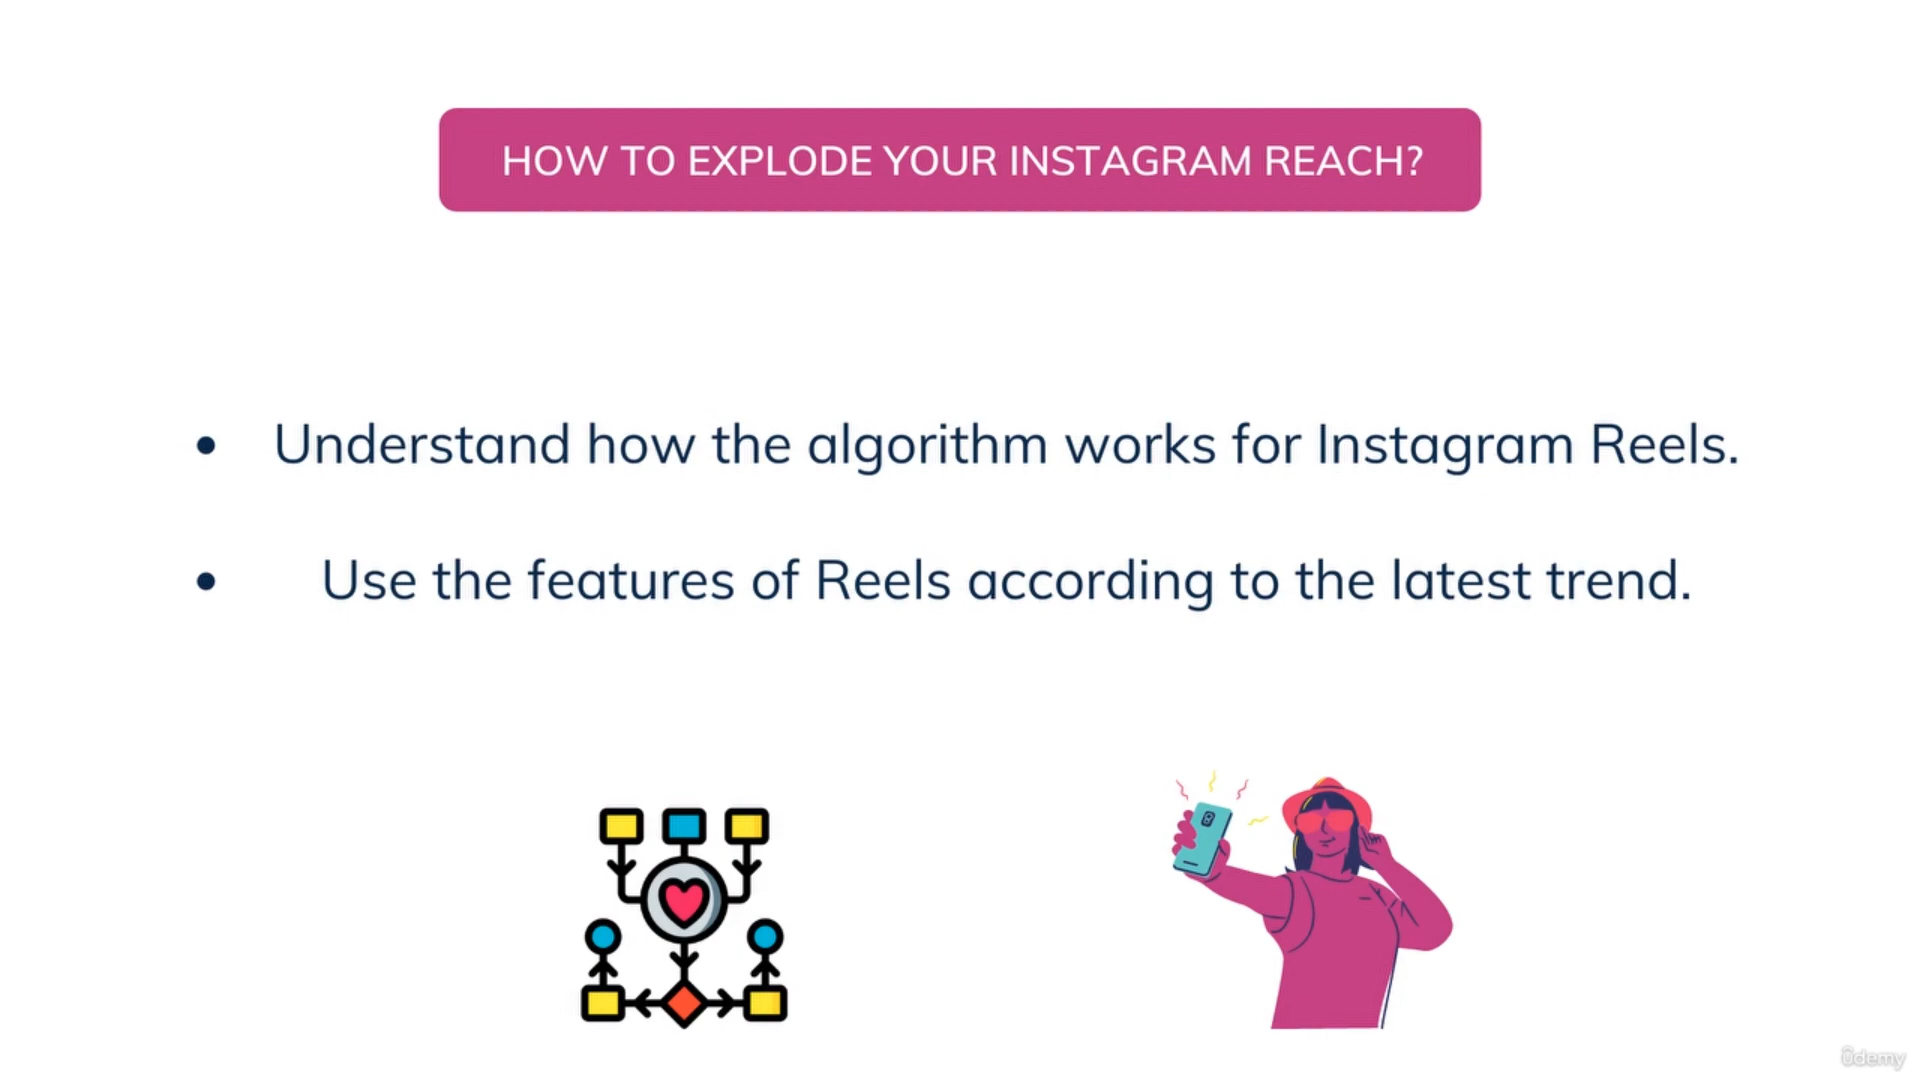 HOW TO EXPLODE YOUR INSTAGRAM REACH?
• Understand how the algorithm works for Instagram Reels.
• Use the features of Reels according to the latest trend.
ûdemy